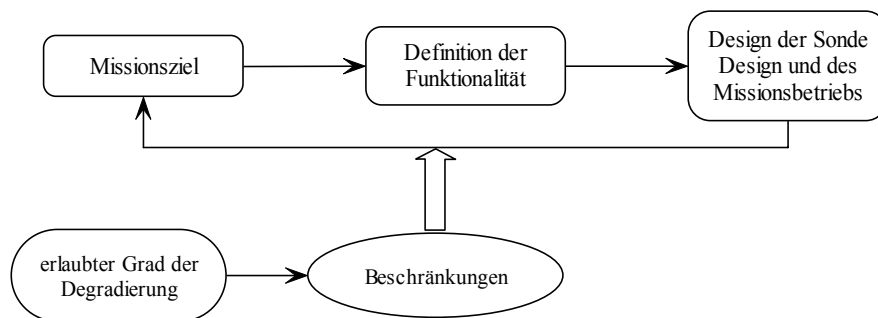 Missionsziel
Definition der
Funktionalität
Design der Sonde
Design und des
Missionsbetriebs
erlaubter Grad der
Degradierung
Beschränkungen